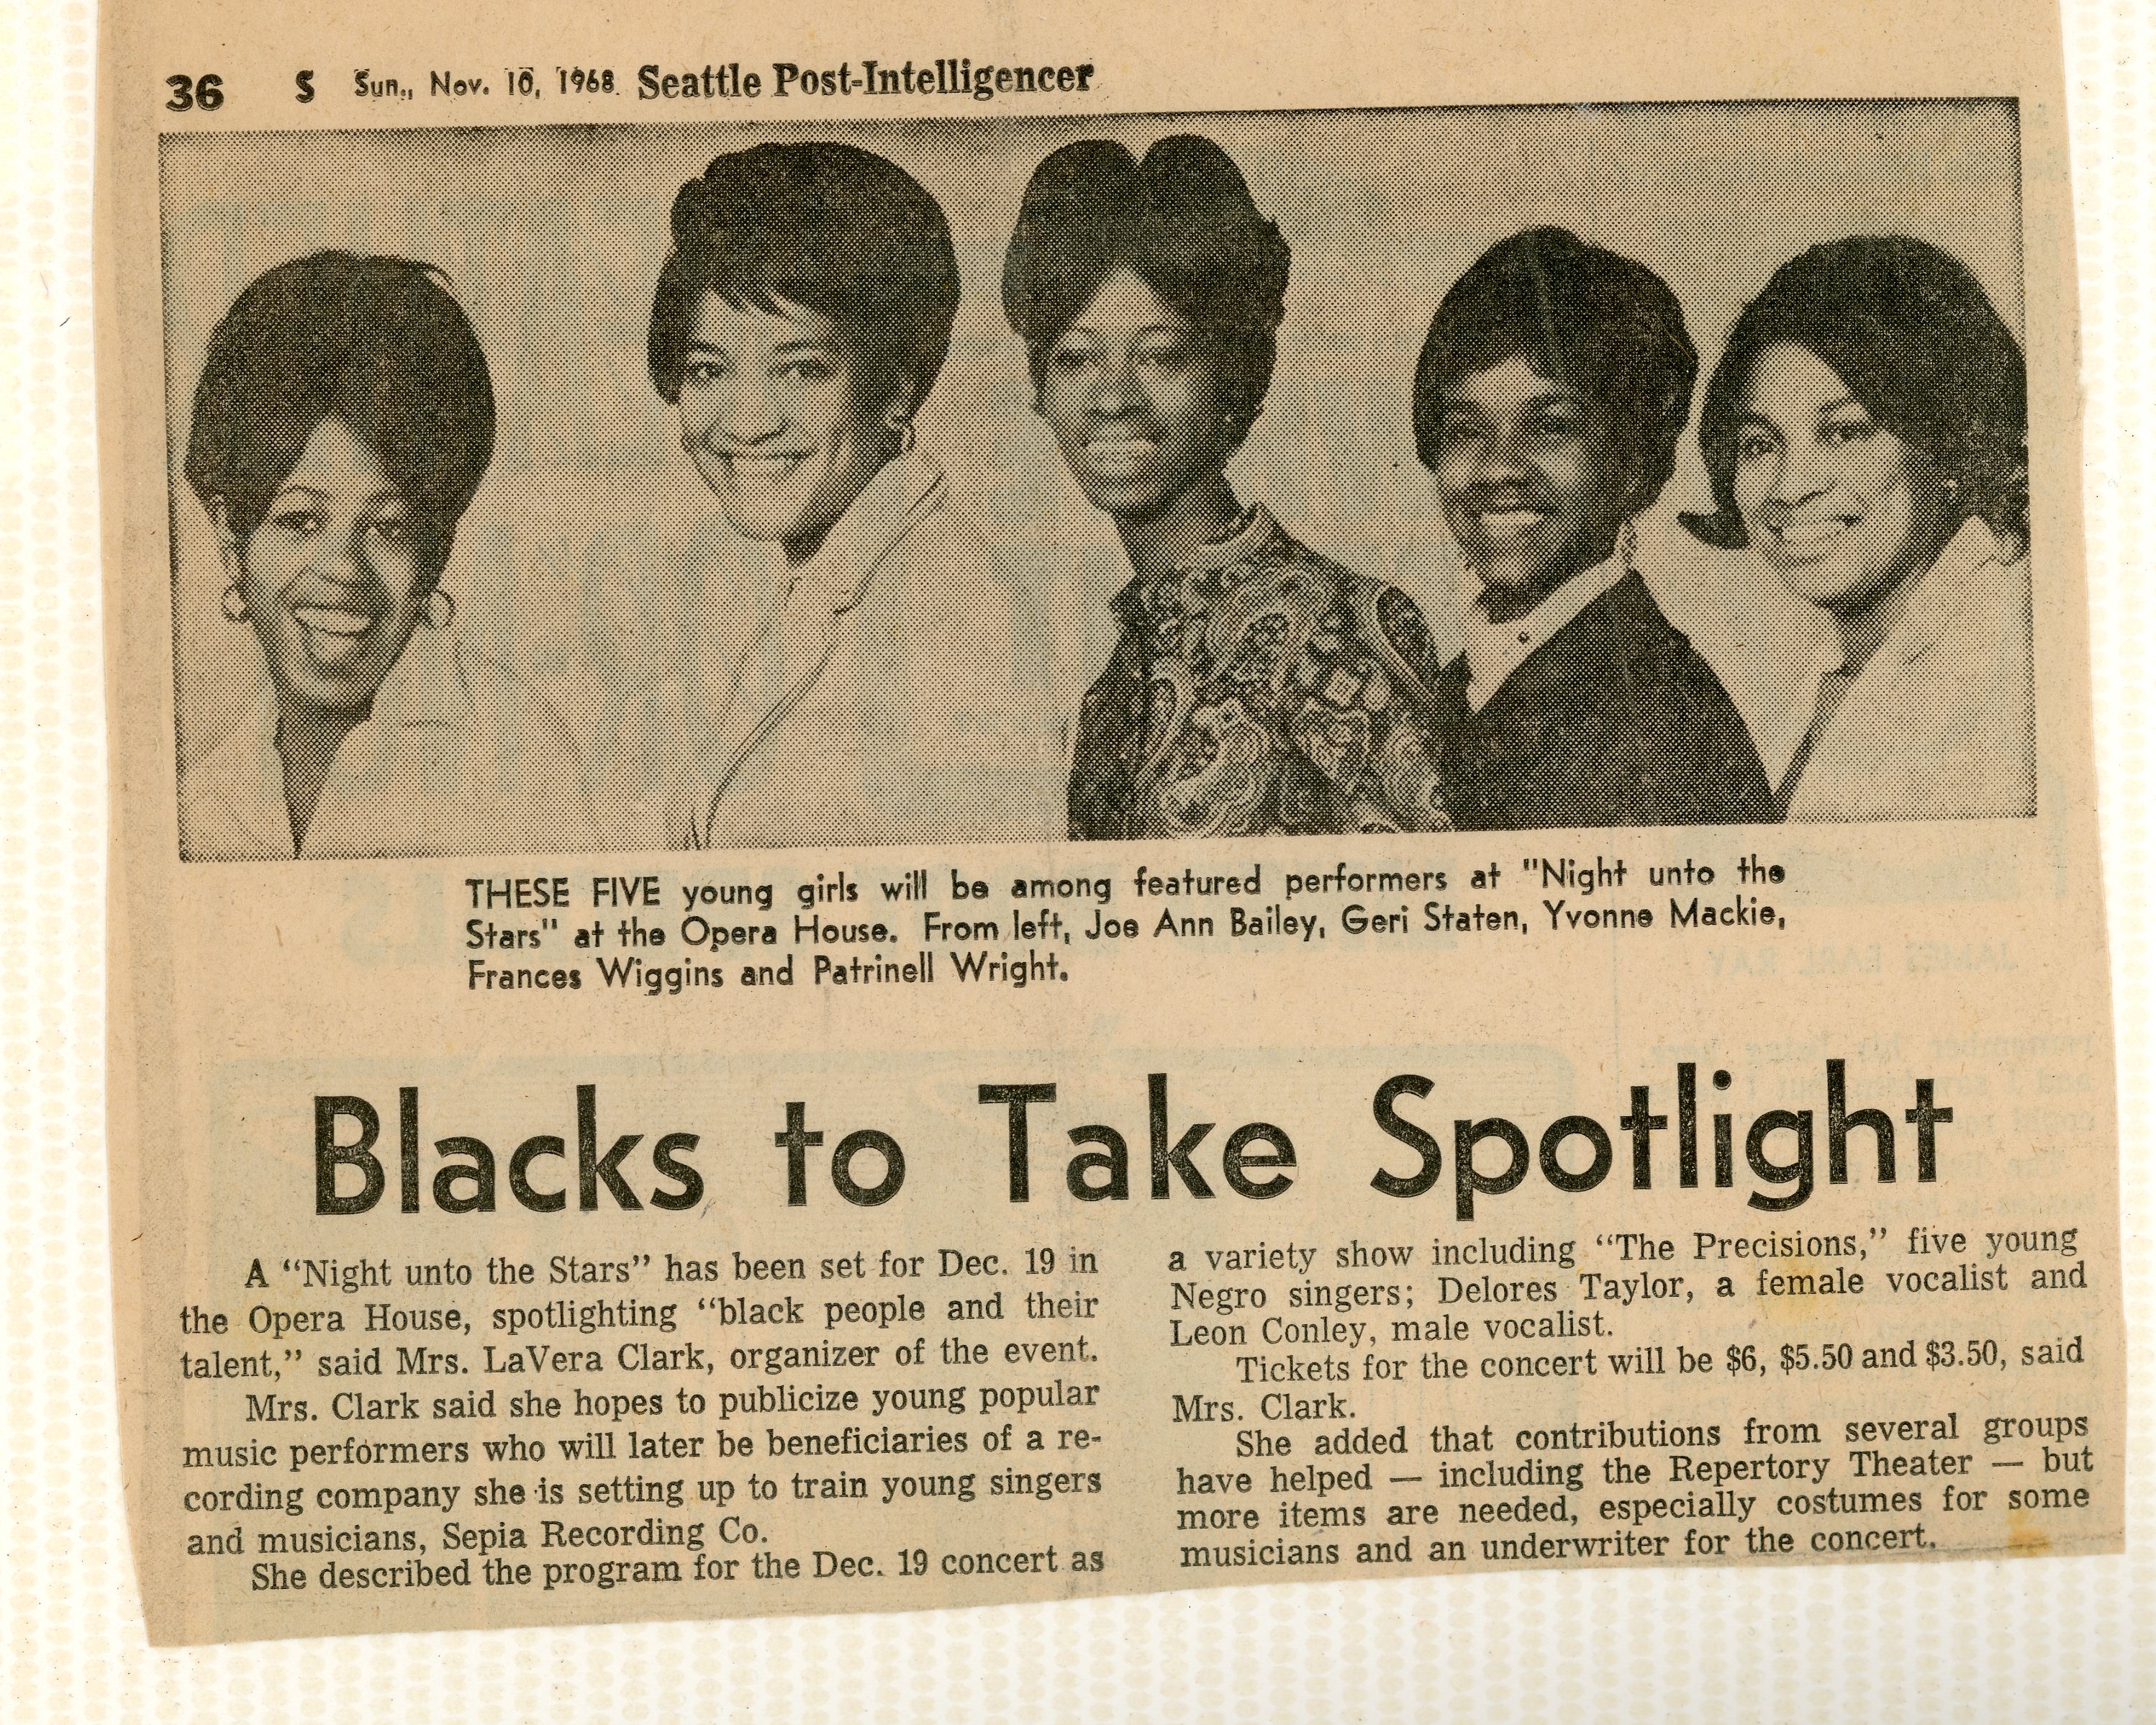 36 S Sun., Nov. 10, 1968 Seattle Post-Intelligencer
THESE FIVE young girls will be among featured performers at "Night unto the
Stars" at the Opera House. From left, Joe Ann Bailey, Geri Staten, Yvonne Mackie,
Frances Wiggins and Patrinell Wright.
Blacks to Take Spotlight
A “Night unto the Stars” has been set for Dec. 19 in
the Opera House, spotlighting “black people and their
talent,” said Mrs. LaVera Clark, organizer of the event.
Mrs. Clark said she hopes to publicize young popular
music performers who will later be beneficiaries of a re-
cording company she is setting up to train young singers
and musicians, Sepia Recording Co.
She described the program for the Dec. 19 concert as
a variety show including “The Precisions,” five young
Negro singers; Delores Taylor, a female vocalist and
Leon Conley, male vocalist.
Tickets for the concert will be $6, $5.50 and $3.50, said
Mrs. Clark.
She added that contributions from several groups
have helped — including the Repertory Theater — but
more items are needed, especially costumes for some
musicians and an underwriter for the concert.